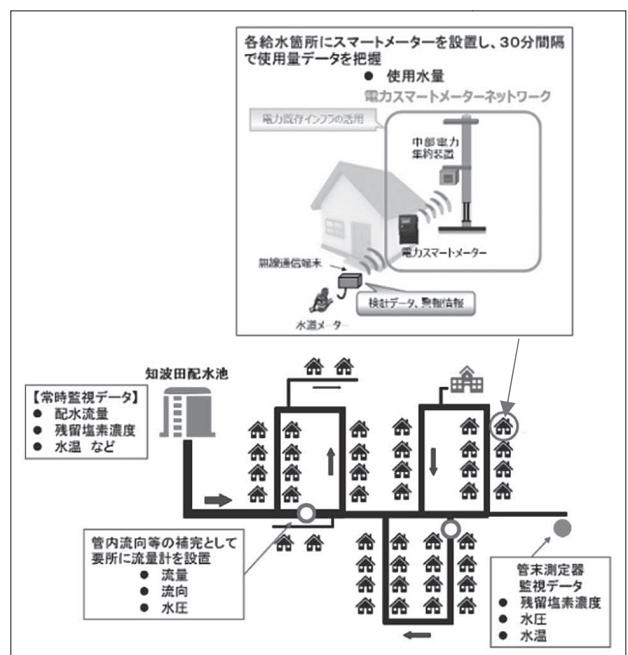 各給水箇所にスマートメーターを設置し、30分間隔
で使用量データを把握
● 使用水量
電力スマートメーターネットワーク
電力既存インフラの活用
中部電力
集約装置
電力スマートメーター
無線通信端末
検針データ、警報情報
水道メーター
知波田配水池
【常時監視データ】
● 配水流量
● 残留塩素濃度
● 水温 など
管内流向等の補完として
要所に流量計を設置
● 流量
● 流向
● 水圧
管末測定器
監視データ
● 残留塩素濃度
● 水圧
● 水温